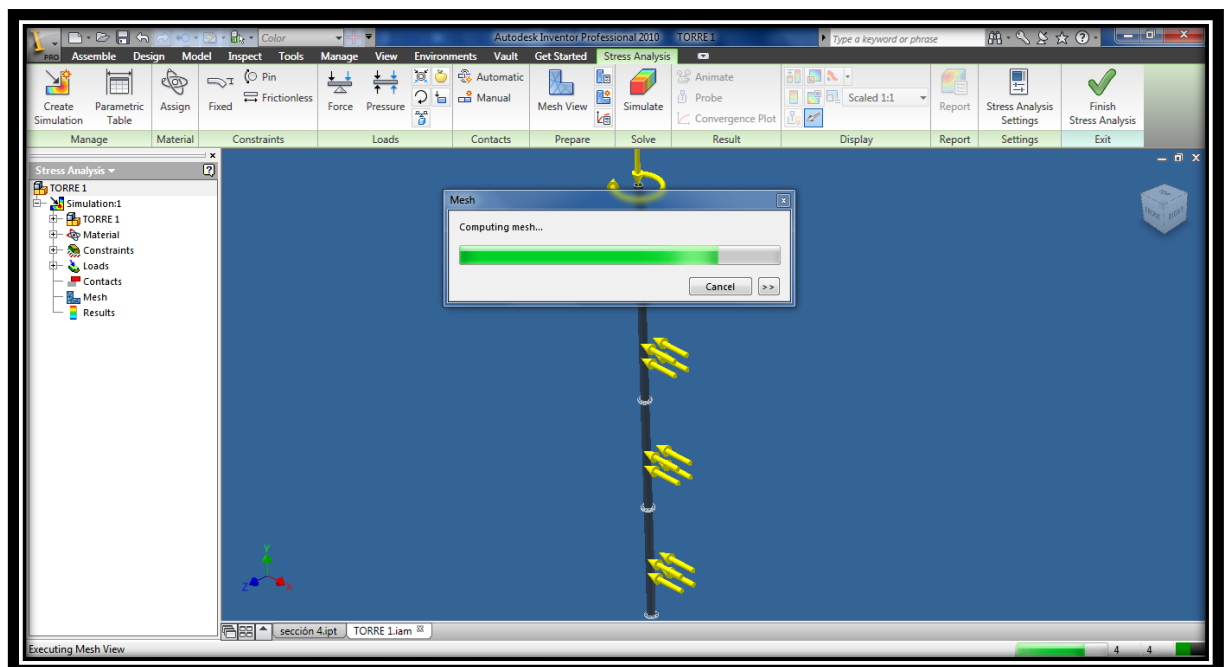 Color Autodesk Inventor Professional 2010 TORRE 1 Type a keyword or phrase
PRO Assemble Design Model Inspect Tools Manage View Environments Vault Get Started Stress Analysis
Create Simulation
Parametric Table
Assign
Fixed
Pin
Frictionless
Force
Pressure
Automatic
Manual
Mesh View
Simulate
Animate
Probe
Convergence Plot
Scaled 1:1
Report
Stress Analysis Settings
Finish Stress Analysis
Manage Material Constraints Loads Contacts Prepare Solve Result Display Report Settings Exit
Stress Analysis
TORRE 1
Simulation:1
TORRE 1
Material
Constraints
Loads
Contacts
Mesh
Results
Mesh
Computing mesh...
Cancel >>
Y
Z X
sección 4.ipt TORRE 1.iam
Executing Mesh View 4 4